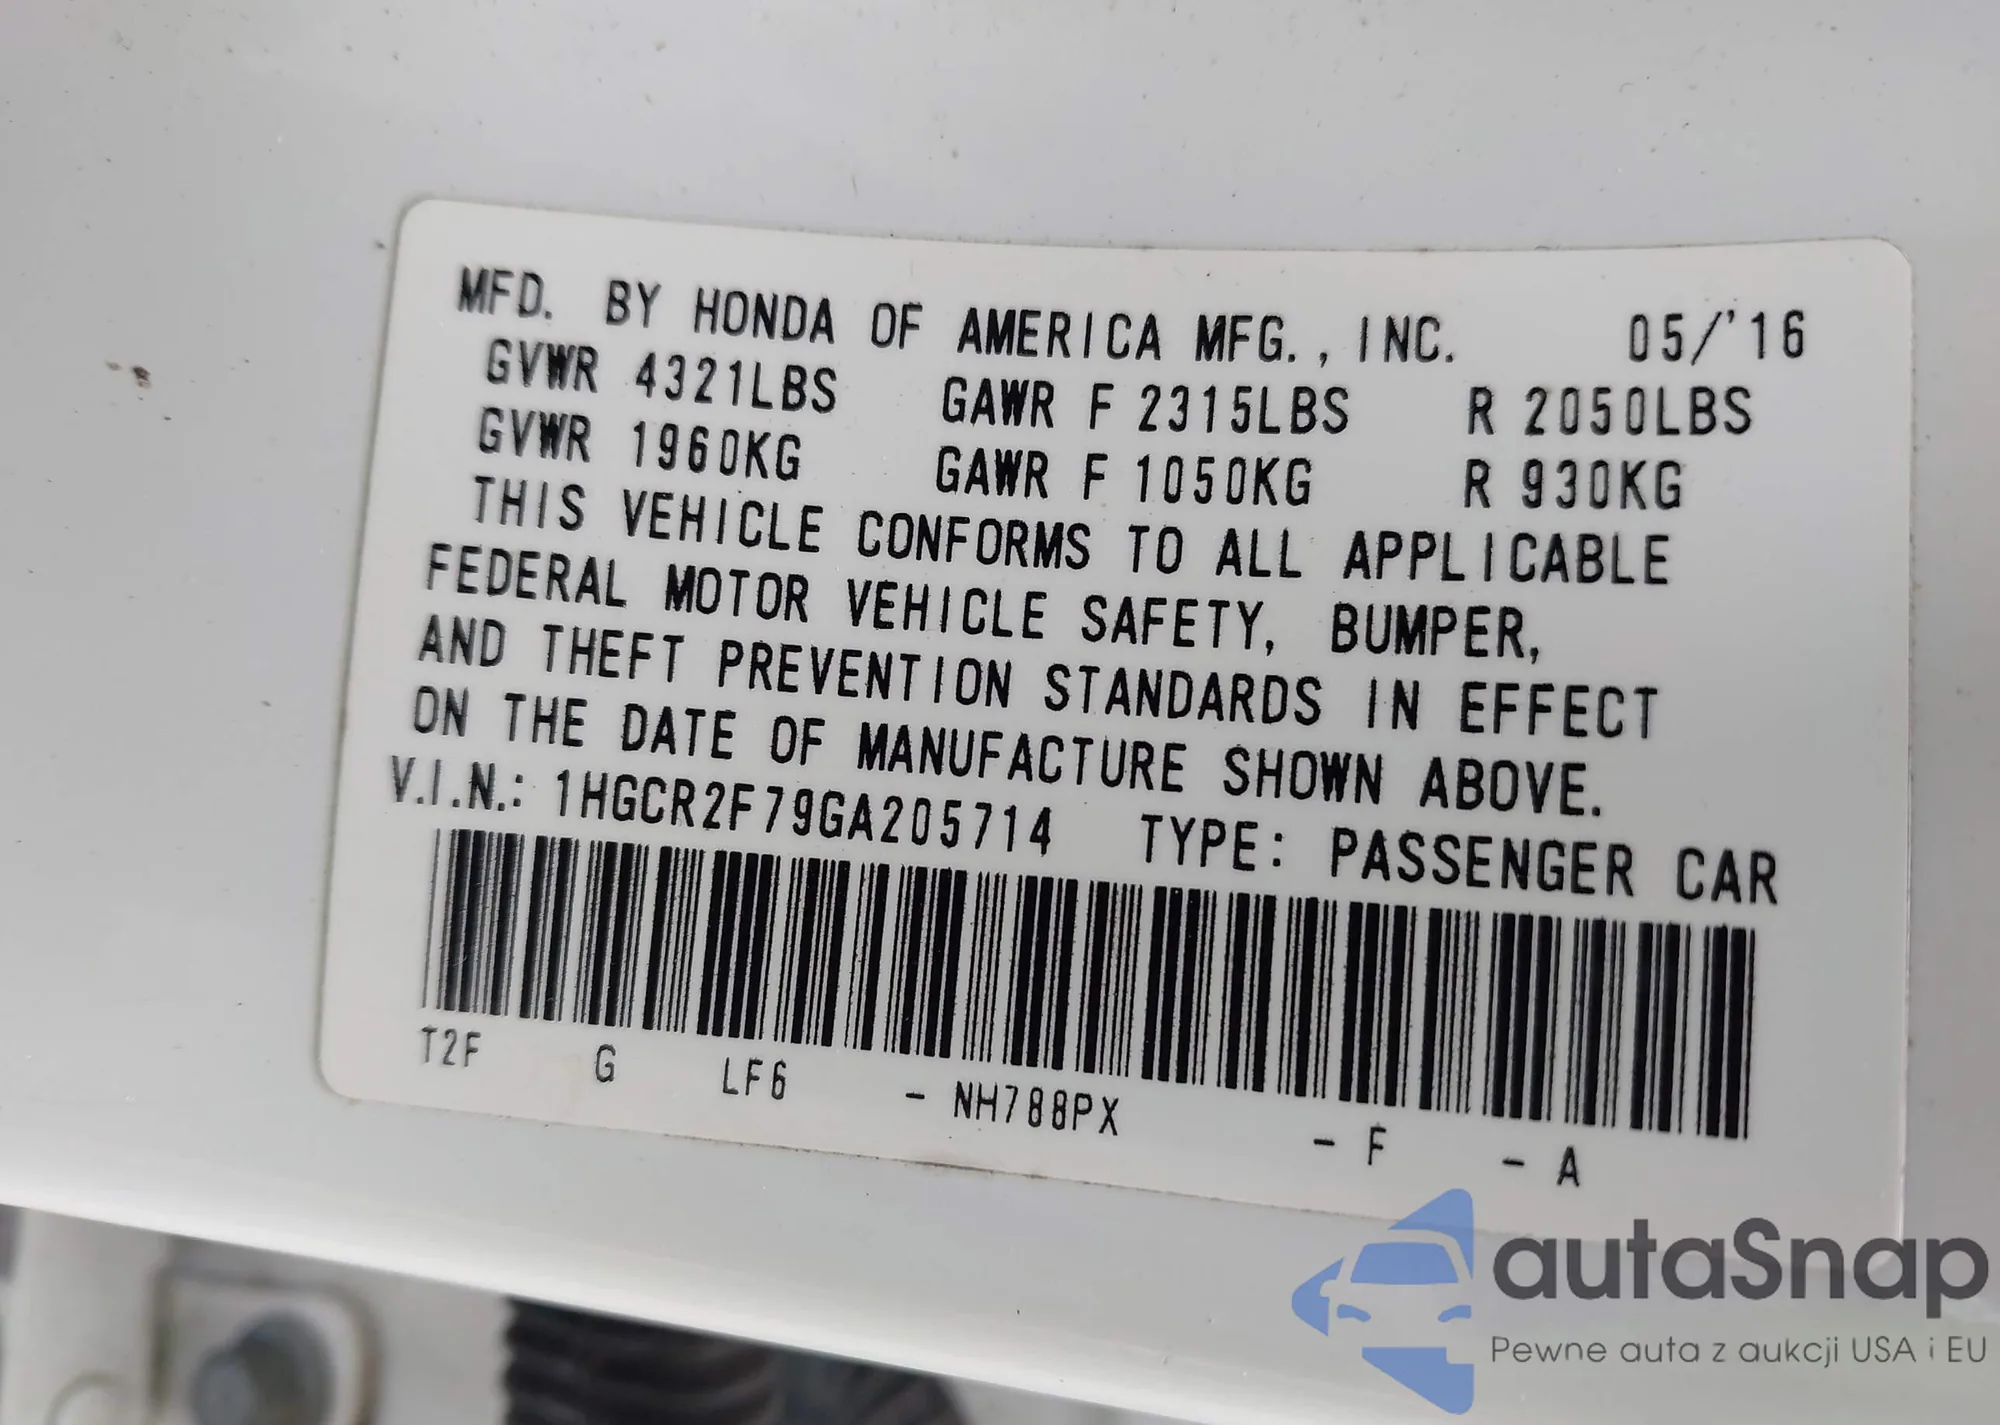 MFD. BY HONDA OF AMERICA MFG., INC. 05/'16
GVWR 4321LBS GAWR F 2315LBS R 2050LBS
GVWR 1960KG GAWR F 1050KG R 930KG
THIS VEHICLE CONFORMS TO ALL APPLICABLE
FEDERAL MOTOR VEHICLE SAFETY, BUMPER,
AND THEFT PREVENTION STANDARDS IN EFFECT
ON THE DATE OF MANUFACTURE SHOWN ABOVE.
V.I.N.: 1HGCR2F79GA205714 TYPE: PASSENGER CAR
T2F G LF6 - NH788PX - F - A
autaSnap
Pewne auta z aukcji USA i EU